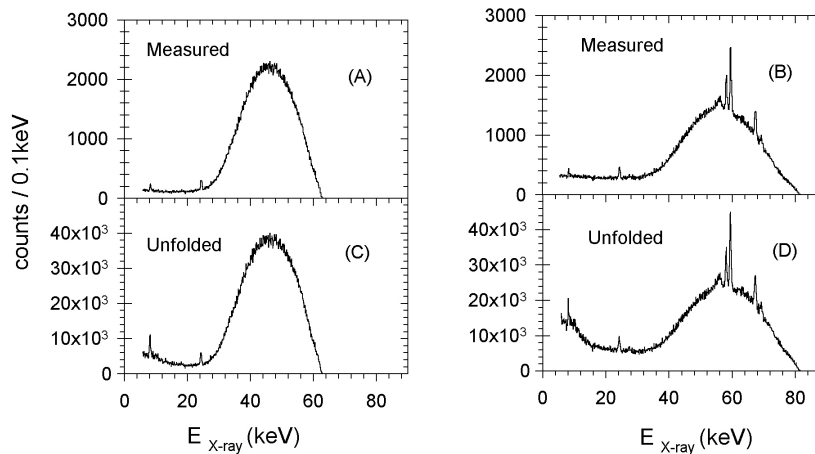 3000
Measured
(A)
2000
1000
0
counts / 0.1keV
Unfolded
(C)
40x10³
30x10³
20x10³
10x10³
0
0 20 40 60 80
E X-ray (keV)
3000
Measured
(B)
2000
1000
0
Unfolded
(D)
40x10³
30x10³
20x10³
10x10³
0
0 20 40 60 80
E X-ray (keV)